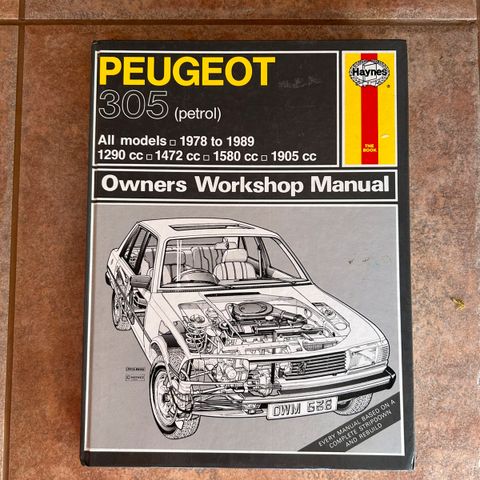 PEUGEOT
305 (petrol)
All models □ 1978 to 1989
1290 cc □ 1472 cc □ 1580 cc □ 1905 cc
Haynes
®
THE
BOOK
Owners Workshop Manual
OWM 528
EVERY MANUAL BASED ON A
COMPLETE STRIPDOWN
AND REBUILD